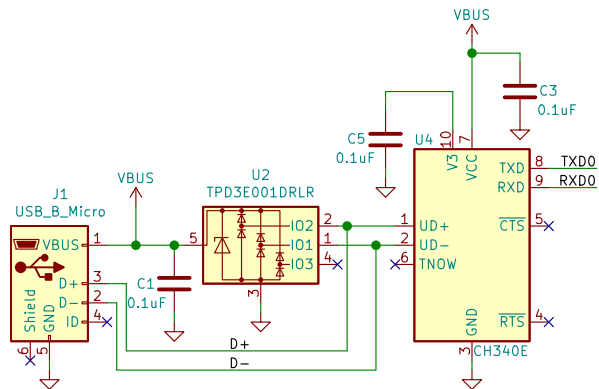 VBUS
C3
0.1uF
C5
0.1uF
U4
10
7
V3
VCC
TXD
8
TXD0
RXD
9
RXD0
U2
TPD3E001DRLR
J1
USB_B_Micro
VBUS
VBUS
1
5
IO2
2
IO1
1
IO3
4
3
1
UD+
2
UD-
6
TNOW
CTS
5
RTS
4
GND
3
CH340E
C1
0.1uF
D+
3
D-
2
ID
4
Shield
GND
6
5
D+
D-